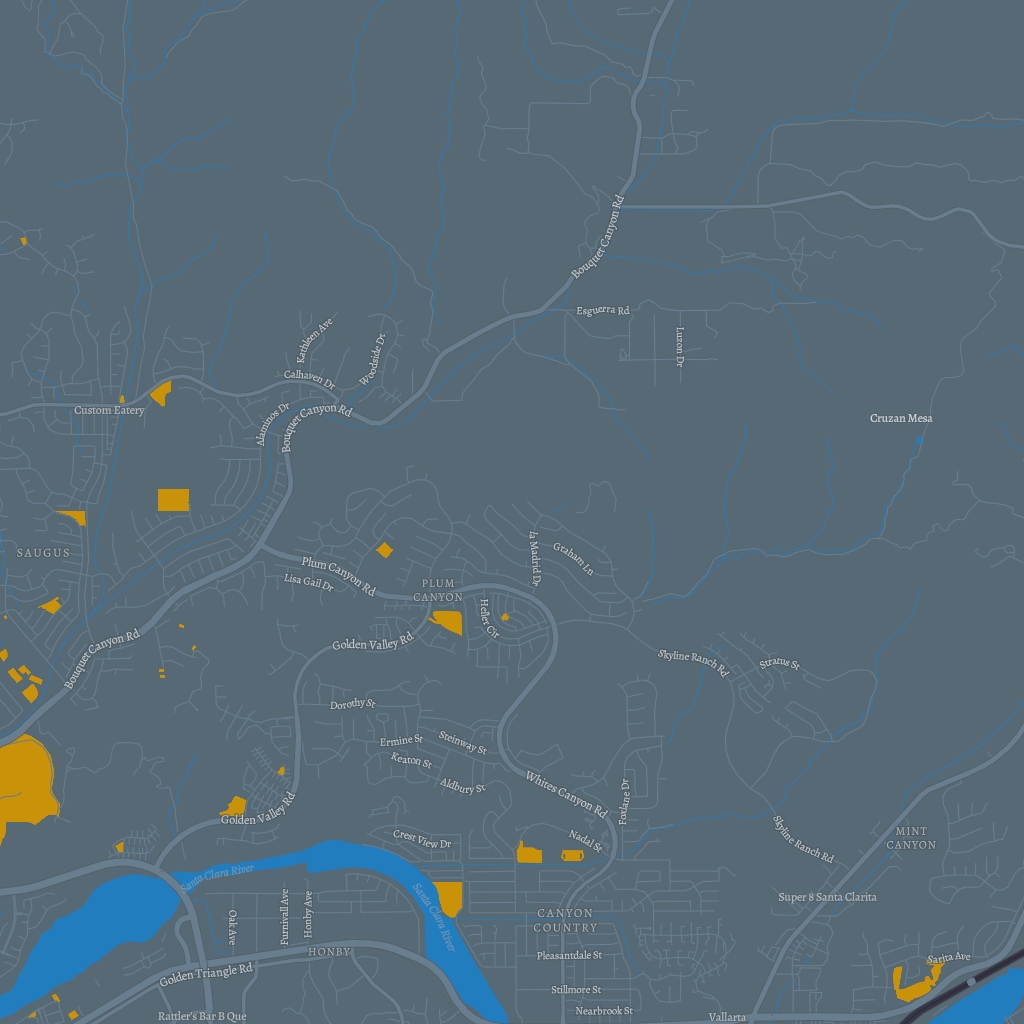 Bouquet Canyon Rd
Esguerra Rd
Kathleen Ave
Woodside Dr
Luzon Dr
Calhaven Dr
Custom Eatery
Alaminos Dr
Bouquet Canyon Rd
Cruzan Mesa
SAUGUS
Plum Canyon Rd
la Madrid Dr
Graham Ln
Lisa Gail Dr
PLUM
CANYON
Heller Cir
Golden Valley Rd
Bouquet Canyon Rd
Skyline Ranch Rd
Stratus St
Dorothy St
Ermine St
Steinway St
Keaton St
Aldbury St
Whites Canyon Rd
Foxlane Dr
Golden Valley Rd
Crest View Dr
Nadal St
Skyline Ranch Rd
MINT
CANYON
Santa Clara River
Santa Clara River
Super 8 Santa Clarita
Oak Ave
Furnivall Ave
Honby Ave
CANYON
COUNTRY
HONBY
Pleasantdale St
Sarita Ave
Golden Triangle Rd
Stillmore St
Rattler's Bar B Que
Nearbrook St
Vallarta